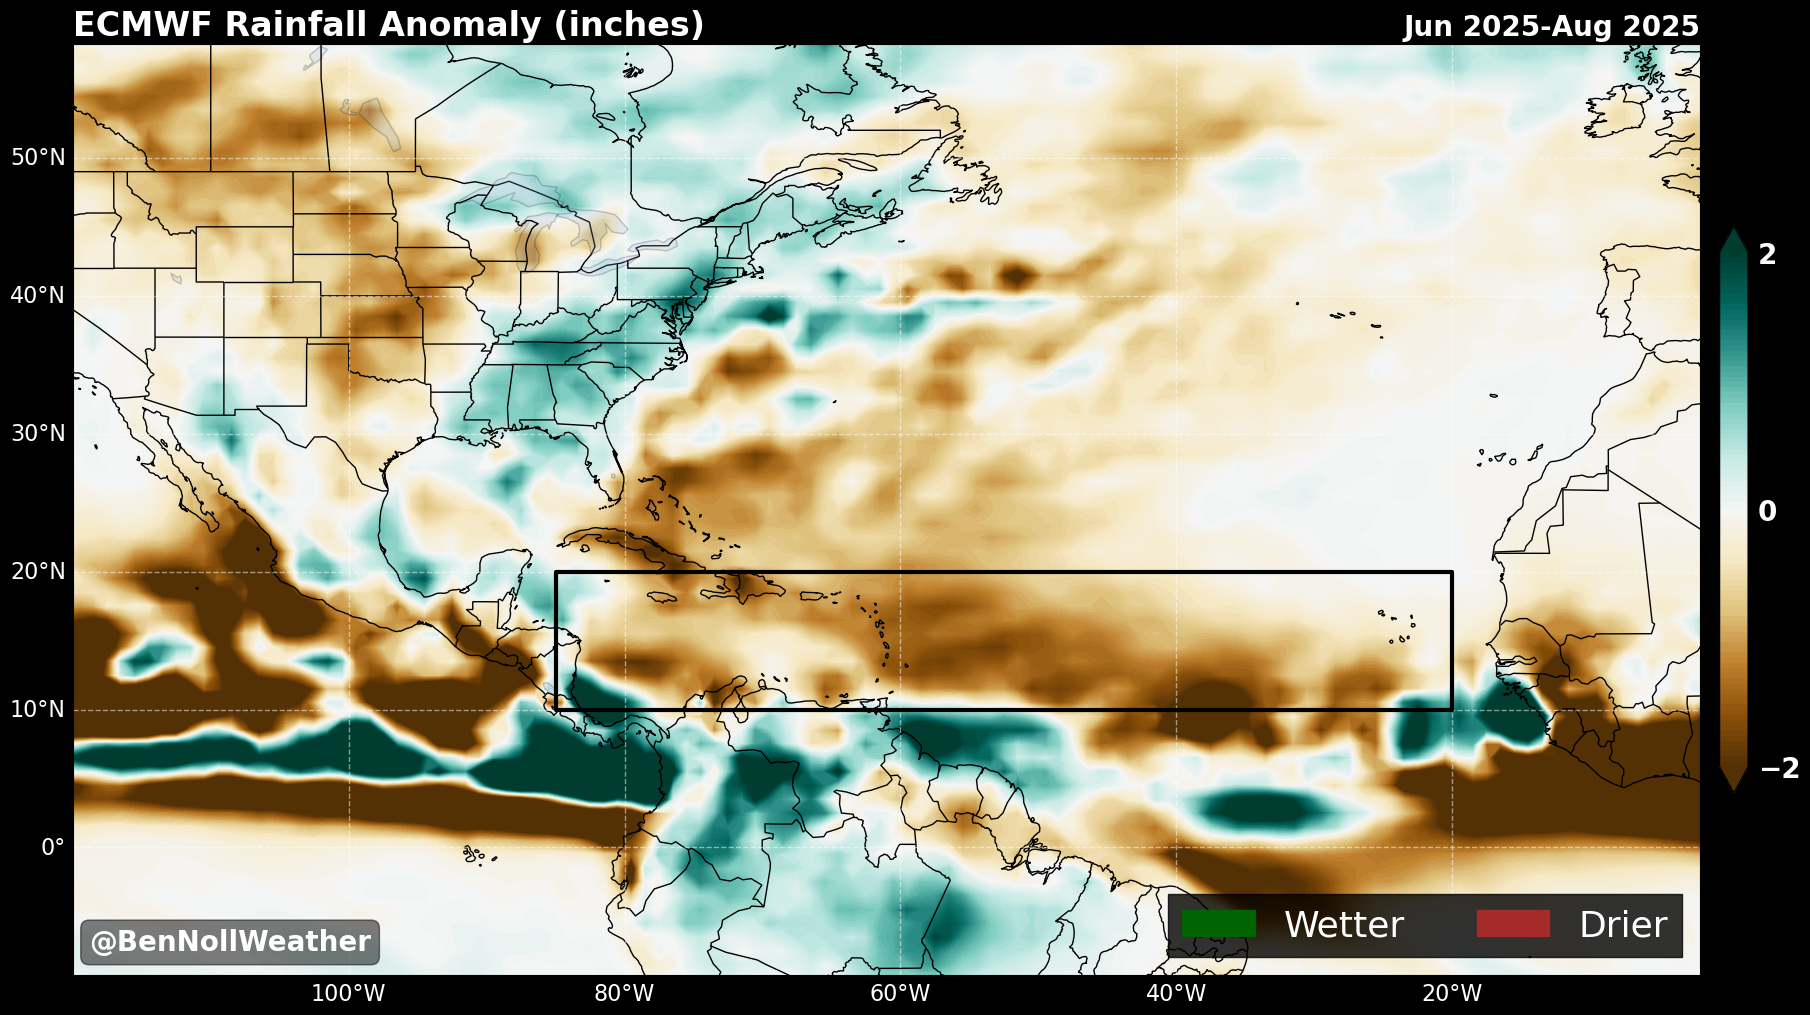 ECMWF Rainfall Anomaly (inches)
Jun 2025-Aug 2025
50°N
40°N
30°N
20°N
10°N
0°
100°W
80°W
60°W
40°W
20°W
2
0
−2
@BenNollWeather
Wetter
Drier